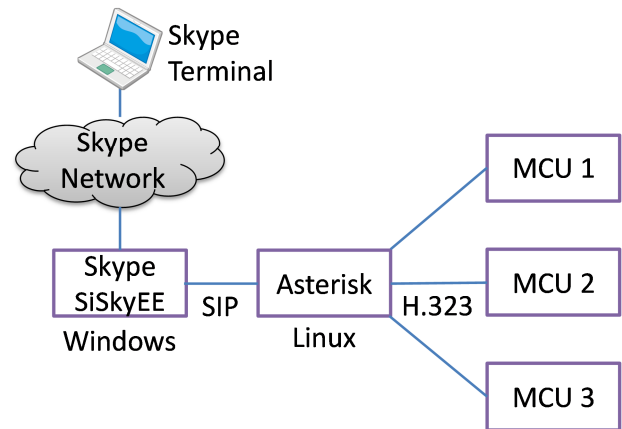 Skype
Terminal
Skype
Network
MCU 1
Skype
SiSkyEE
SIP
Asterisk
H.323
MCU 2
Windows
Linux
MCU 3